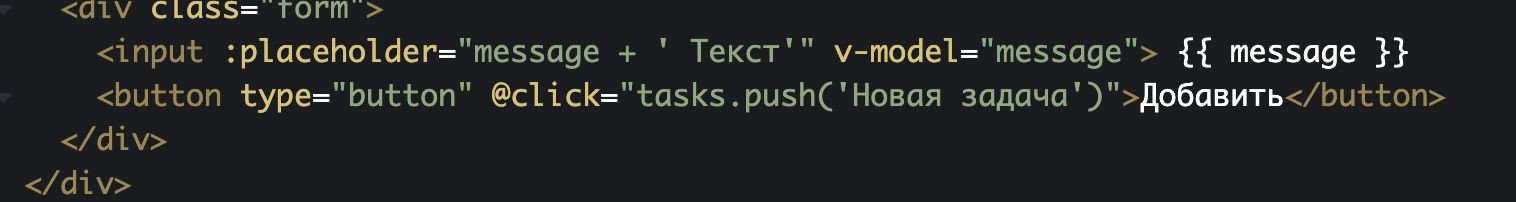 <div class="form">
<input :placeholder="message + ' Текст'" v-model="message"> {{ message }}
<button type="button" @click="tasks.push('Новая задача')">Добавить</button>
</div>
</div>